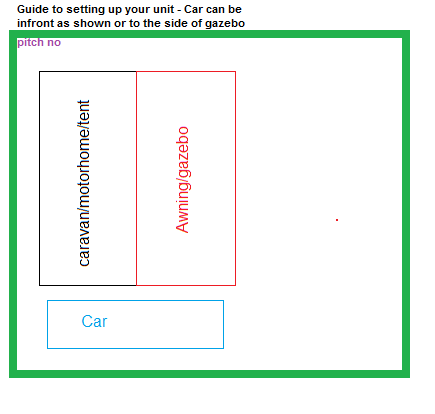 Guide to setting up your unit - Car can be
infront as shown or to the side of gazebo
pitch no
caravan/motorhome/tent
Awning/gazebo
Car